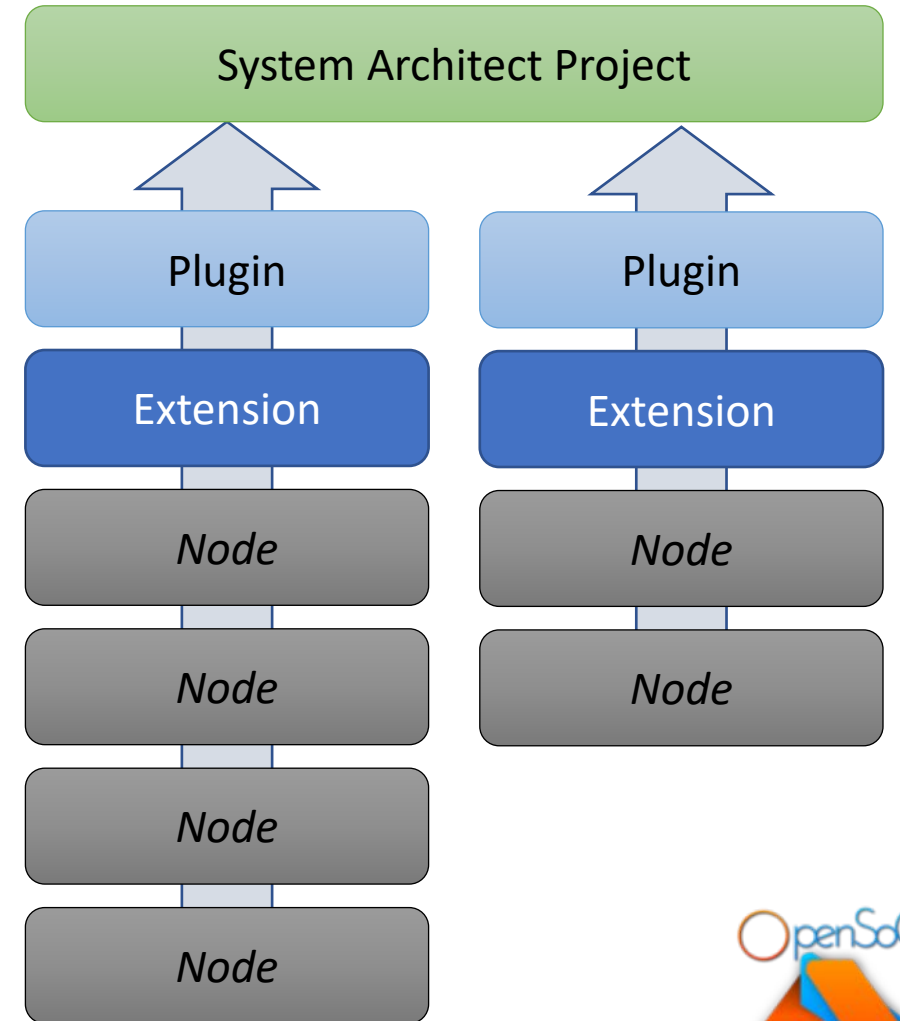 System Architect Project
Plugin
Extension
Node
Node
Node
Node
Plugin
Extension
Node
Node